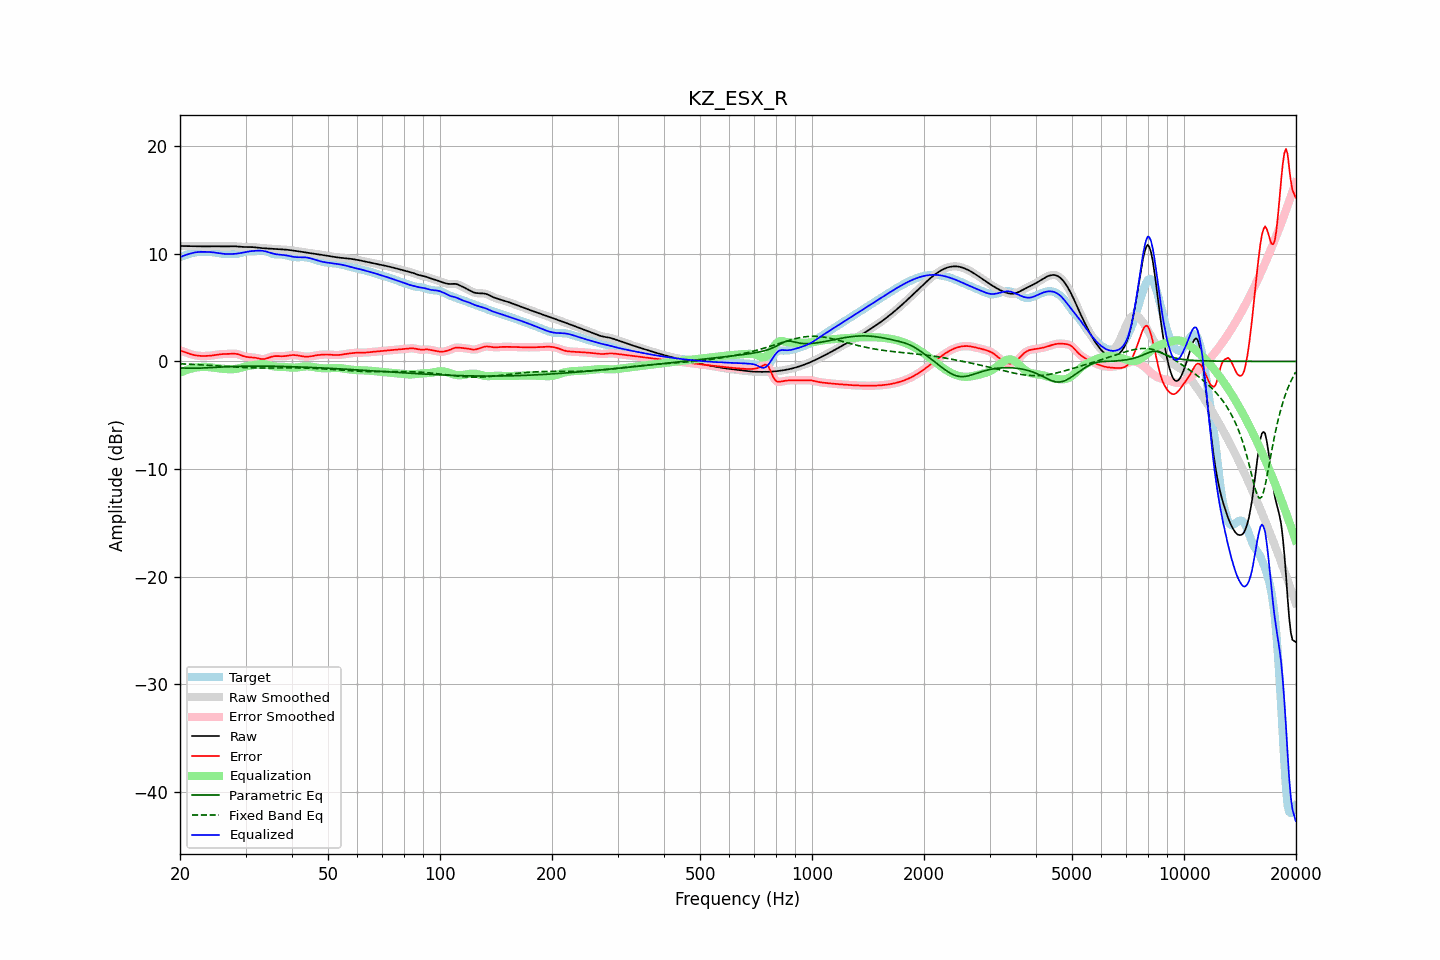 KZ_ESX_R
20
10
0
−10
−20
−30
−40
Amplitude (dBr)
Target
Raw Smoothed
Error Smoothed
Raw
Error
Equalization
Parametric Eq
Fixed Band Eq
Equalized
20 50 100 200 500 1000 2000 5000 10000 20000
Frequency (Hz)